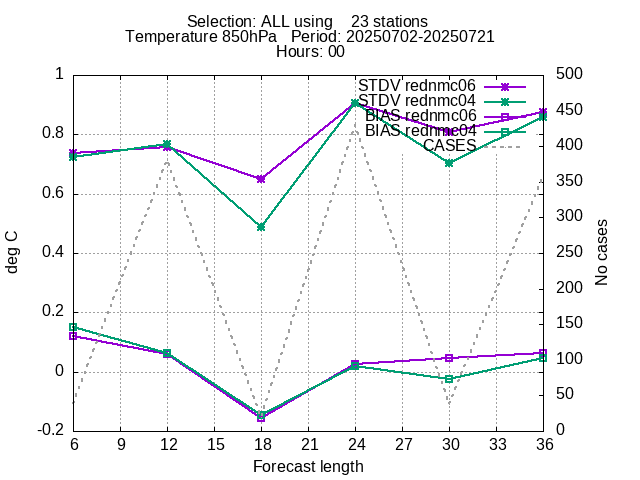 Selection: ALL using    23 stations
Temperature 850hPa   Period: 20250702-20250721
Hours: 00
STDV rednmc06
STDV rednmc04
BIAS rednmc06
BIAS rednmc04
CASES
1
0.8
0.6
0.4
0.2
0
-0.2
deg C
500
450
400
350
300
250
200
150
100
50
0
No cases
6 9 12 15 18 21 24 27 30 33 36
Forecast length